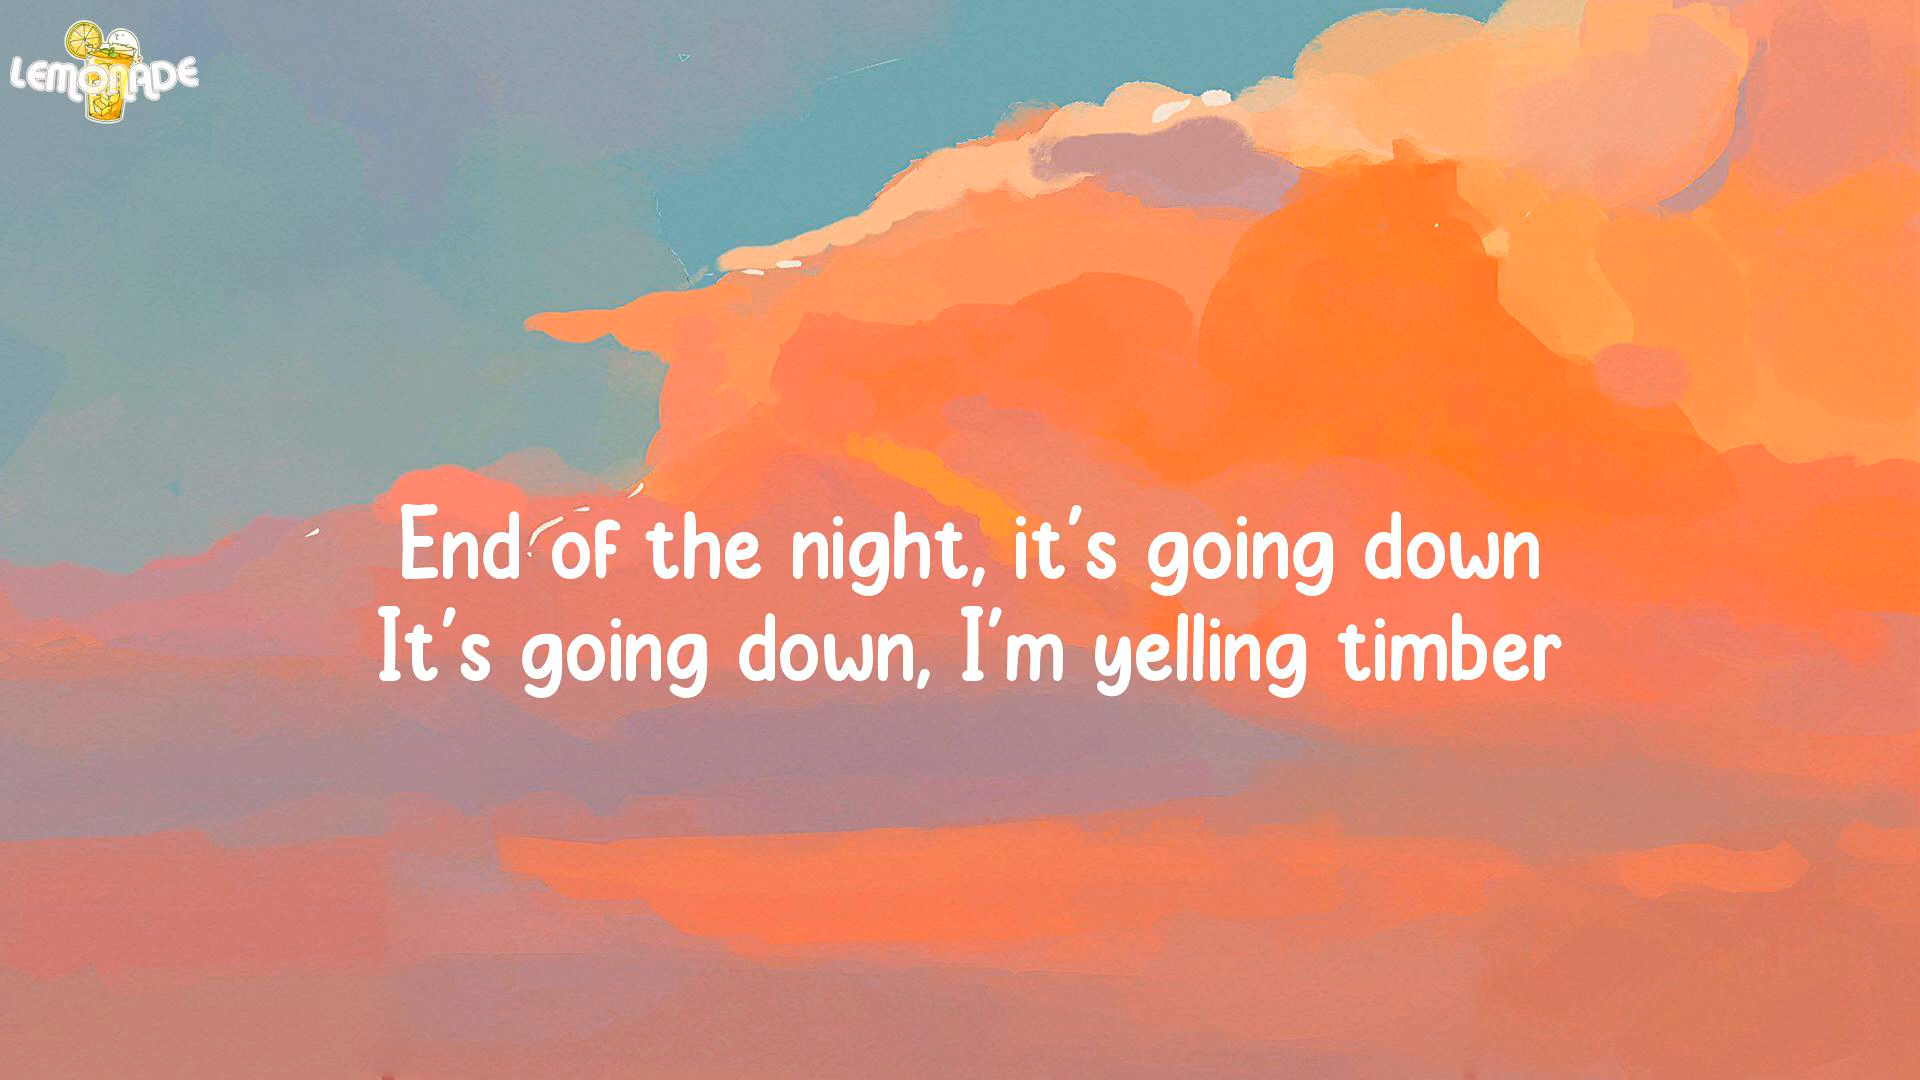 LEMONADE
End of the night, it's going down
It's going down, I'm yelling timber